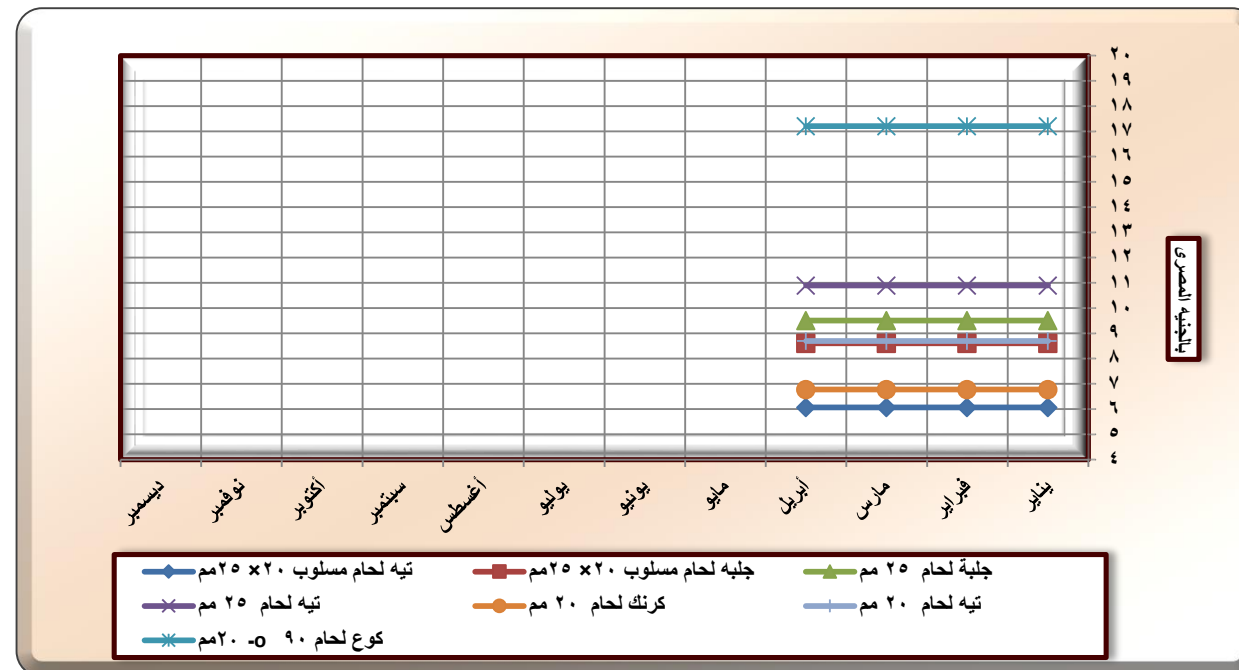 ٢٠
١٩
١٨
١٧
١٦
١٥
١٤
١٣
١٢
١١
١٠
٩
٨
٧
٦
٥
٤
بالجنيه المصرى
يناير
فبراير
مارس
أبريل
مايو
يونيو
يوليو
أغسطس
سبتمبر
أكتوبر
نوفمبر
ديسمبر
جلبة لحام ٢٥ مم
جلبه لحام مسلوب ٢٠× ٢٥مم
تيه لحام مسلوب ٢٠× ٢٥مم
تيه لحام ٢٠ مم
كرنك لحام ٢٠ مم
تيه لحام ٢٥ مم
كوع لحام ٩٠ o- ٢٠مم